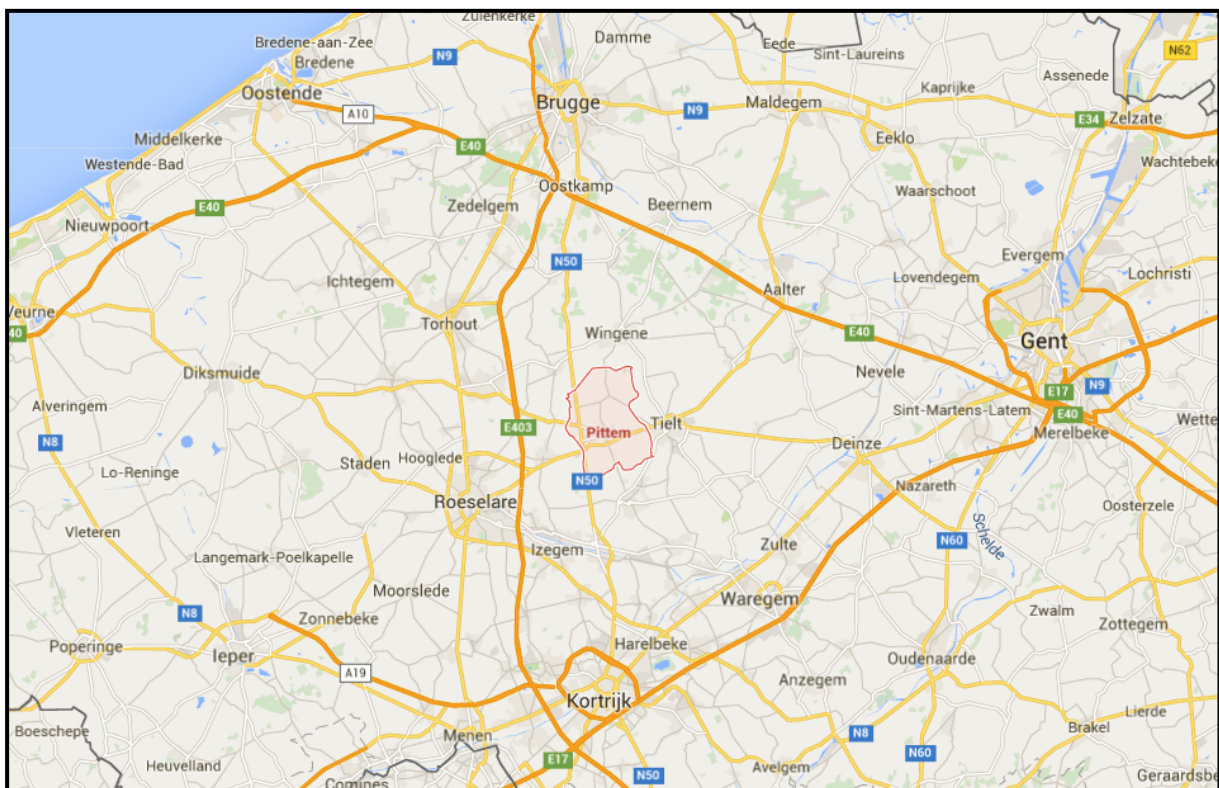 Zuienkerke
Bredene-aan-Zee
Damme
Eede
Sint-Laureins
N62
Bredene
N9
Assenede
Oostende
Kaprijke
Brugge
A10
Maldegem
N9
E34
Zelzate
Middelkerke
E40
Eeklo
Westende-Bad
Wachtebeke
Oostkamp
Waarschoot
E40
Zedelgem
Beernem
Nieuwpoort
Evergem
N50
Lovendegem
Lochristi
Ichtegem
Aalter
Veurne
Torhout
Wingene
E40
Gent
40
Diksmuide
Nevele
E17
N9
Alveringem
Sint-Martens-Latem
E40
Wette
Pittem
Tielt
E403
Merelbeke
N8
Deinze
Staden
Hooglede
Lo-Reninge
N50
Nazareth
Roeselare
Oosterzele
Vleteren
Schelde
N60
Langemark-Poelkapelle
Izegem
Zulte
Moorslede
Waregem
N8
Zonnebeke
Zwalm
Zottegem
Poperinge
Ieper
Harelbeke
Oudenaarde
A19
Anzegem
Kortrijk
Lierde
Boeschepe
Menen
N8
Brakel
Heuvelland
E17
N60
Avelgem
N50
Geraardsbe
Comines